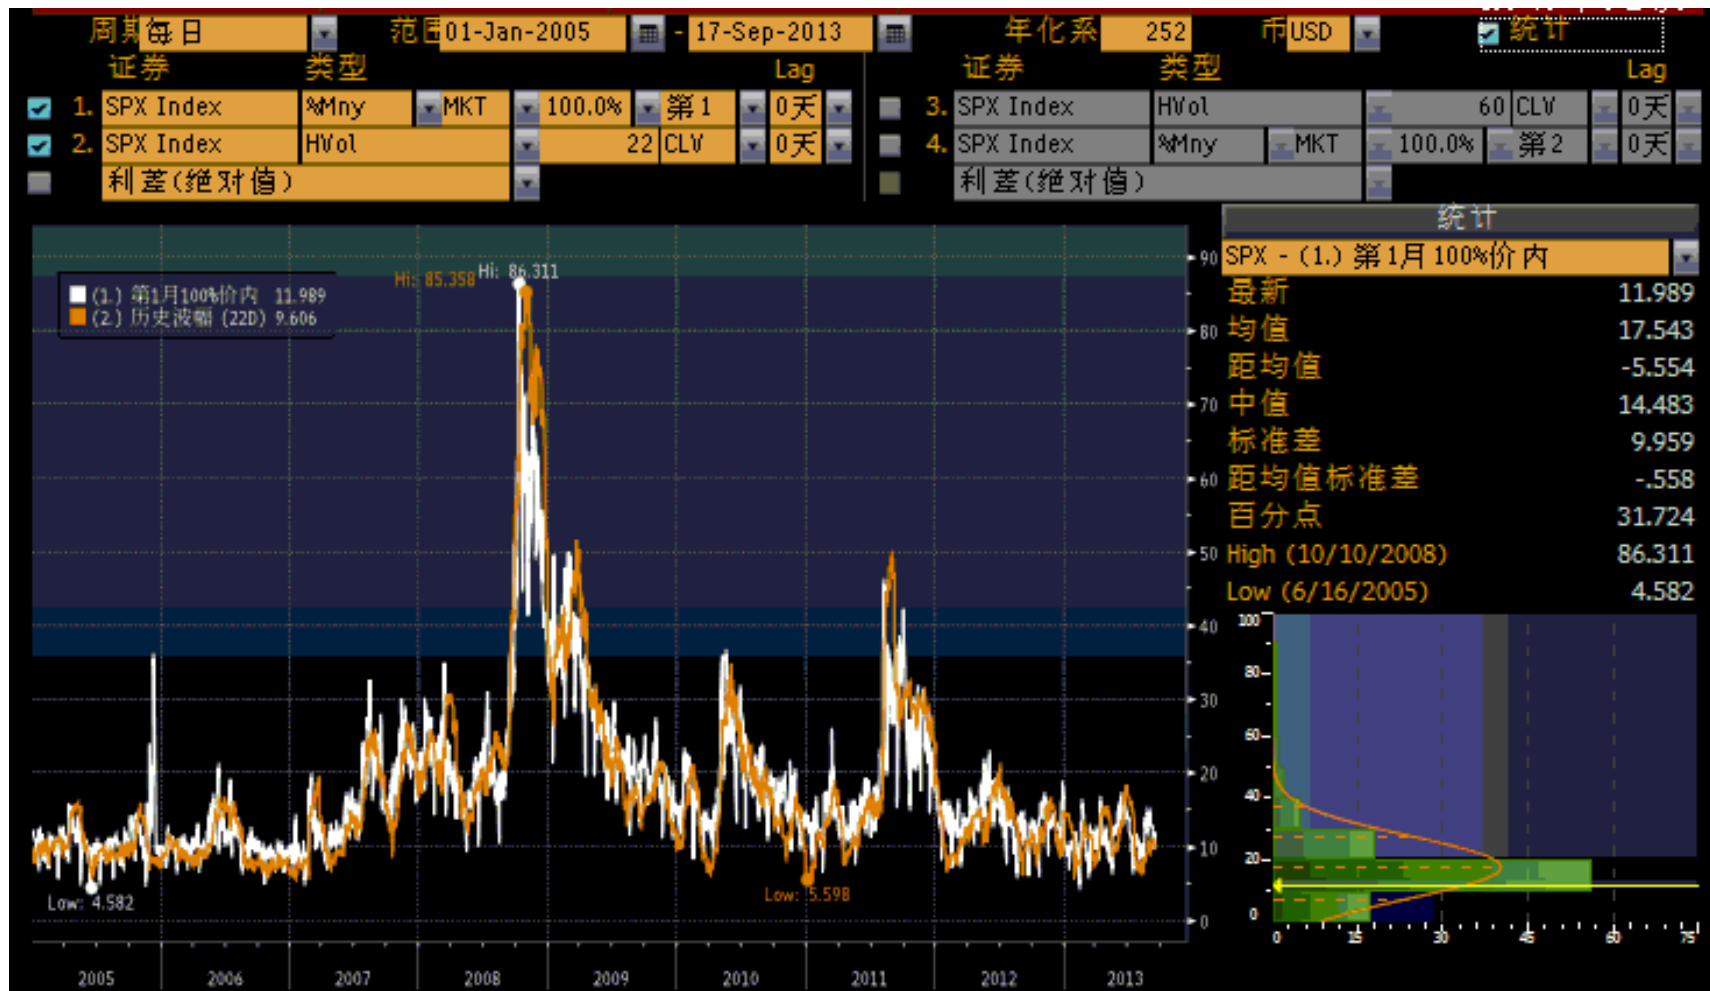 周期 每日 范围 01-Jan-2005 - 17-Sep-2013 年化系 252 币 USD 统计
证券 类型 Lag 证券 类型 Lag
1. SPX Index %Mny MKT 100.0% 第1 0天 3. SPX Index HVol 60 CLV 0天
2. SPX Index HVol 22 CLV 0天 4. SPX Index %Mny MKT 100.0% 第2 0天
利差(绝对值) 利差(绝对值)
统计
SPX - (1.) 第1月100%价内
最新 11.989
均值 17.543
距均值 -5.554
中值 14.483
标准差 9.959
距均值标准差 -.558
百分点 31.724
High (10/10/2008) 86.311
Low (6/16/2005) 4.582
(1.) 第1月100%价内 11.989
(2.) 历史波幅 (22D) 9.606
Hi: 85.358 Hi: 86.311
Low: 4.582
Low: 5.598
90
80
70
60
50
40
30
20
10
0
2005 2006 2007 2008 2009 2010 2011 2012 2013
100
80
60
40
20
0
0 15 30 45 60 75